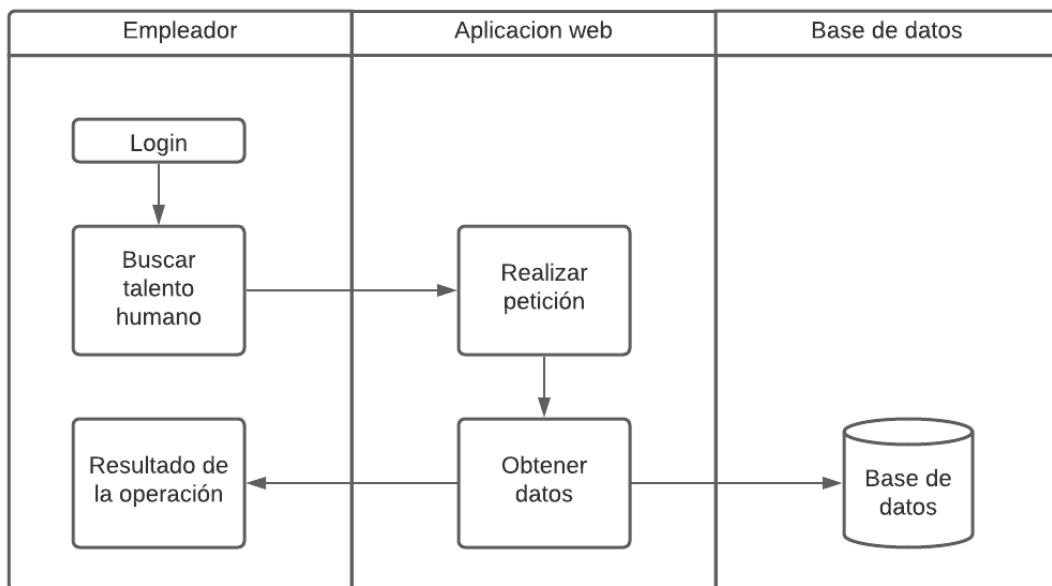 Empleador
Aplicacion web
Base de datos
Login
Buscar
talento
humano
Realizar
petición
Resultado de
la operación
Obtener
datos
Base de
datos